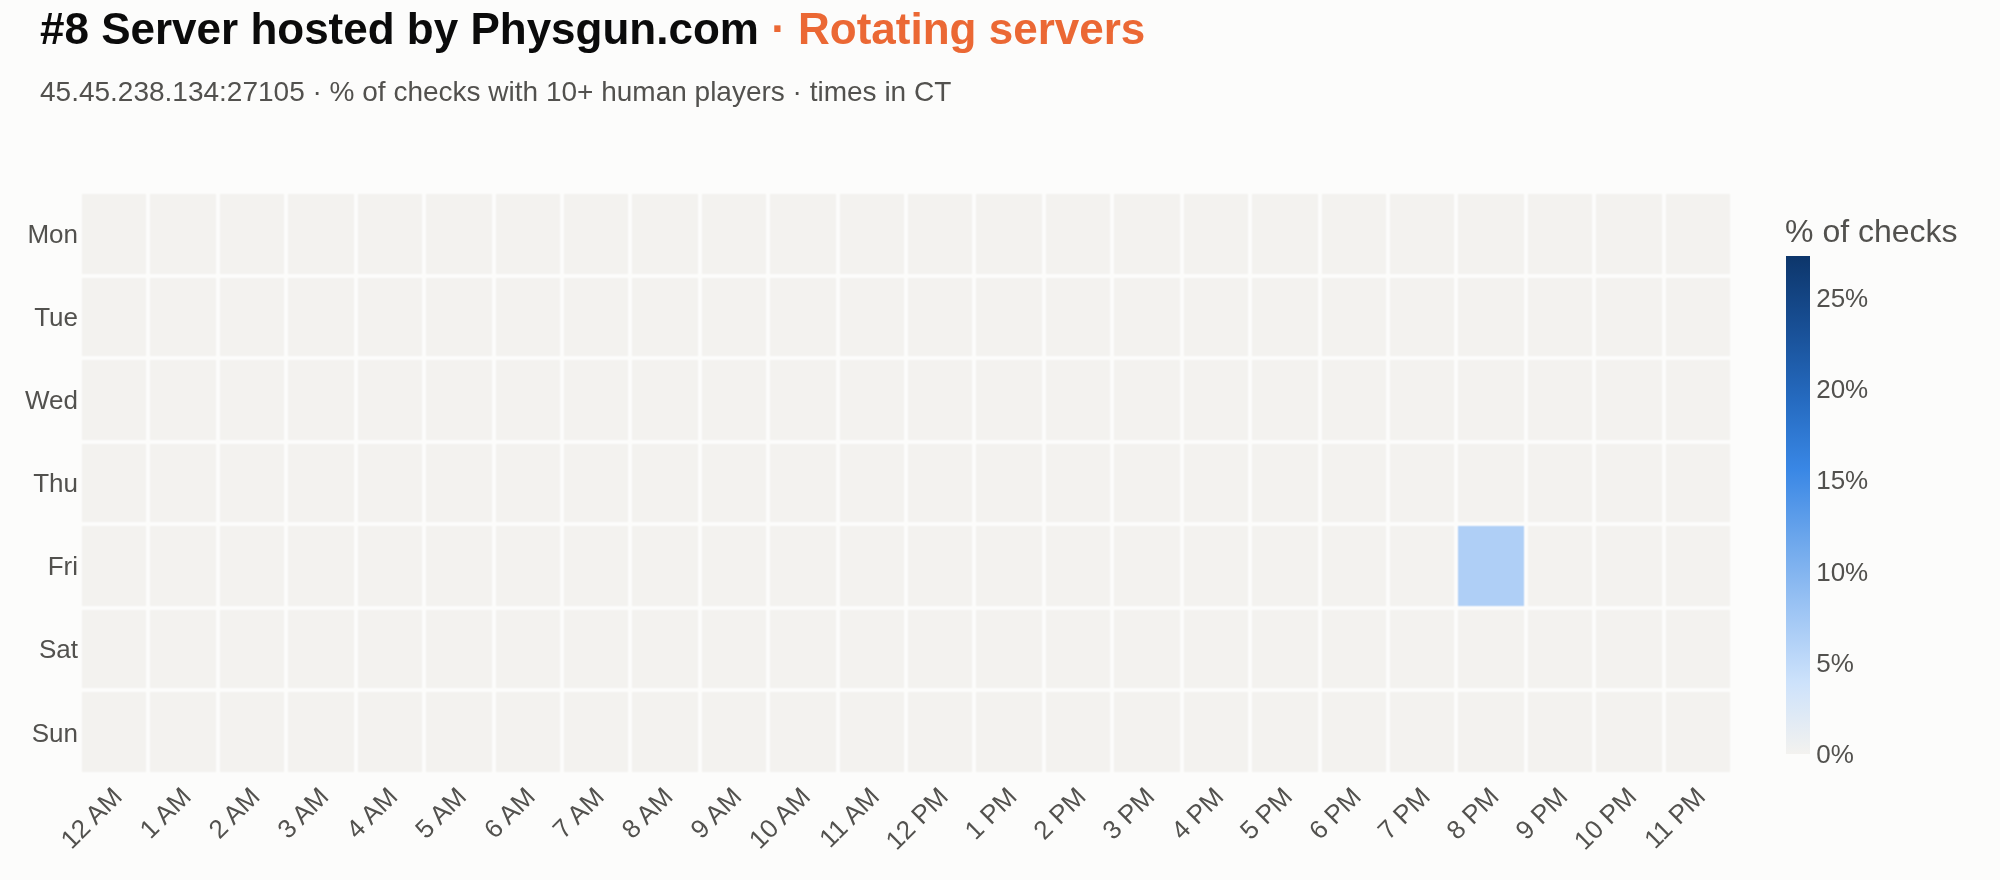 #8 Server hosted by Physgun.com · Rotating servers
45.45.238.134:27105 · % of checks with 10+ human players · times in CT
% of checks
25%
20%
15%
10%
5%
0%
Mon
Tue
Wed
Thu
Fri
Sat
Sun
12 AM
1 AM
2 AM
3 AM
4 AM
5 AM
6 AM
7 AM
8 AM
9 AM
10 AM
11 AM
12 PM
1 PM
2 PM
3 PM
4 PM
5 PM
6 PM
7 PM
8 PM
9 PM
10 PM
11 PM